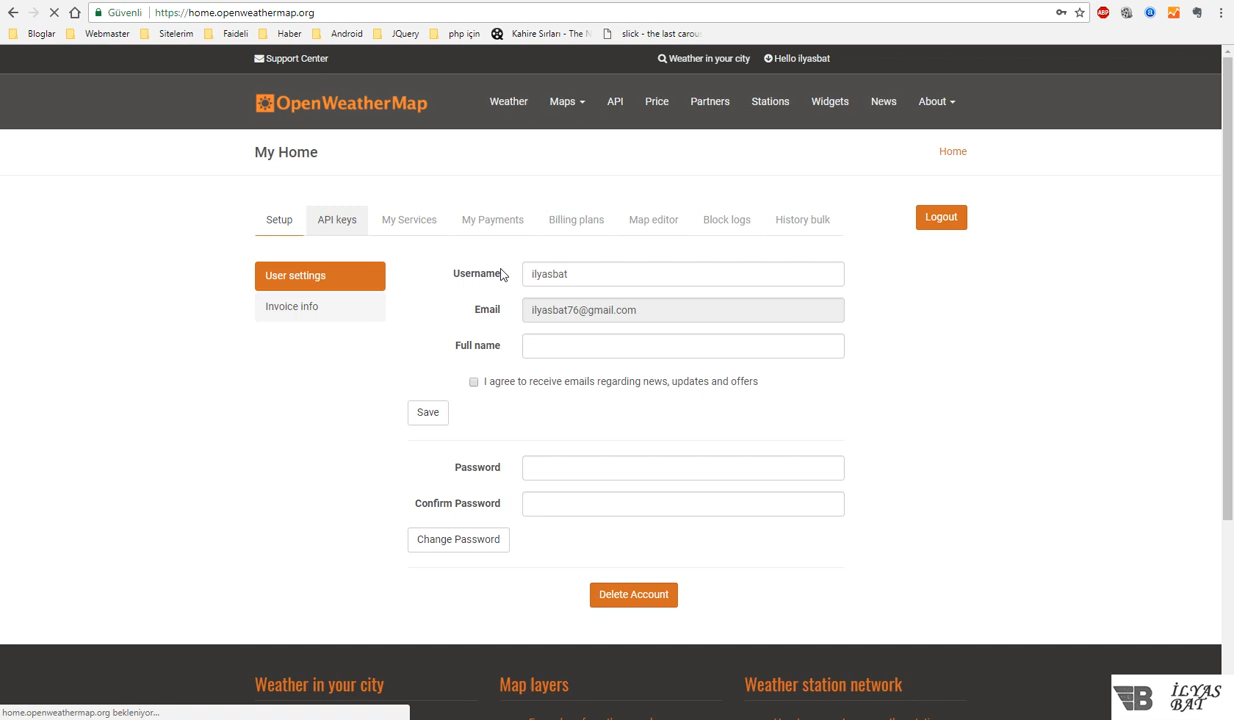 Güvenli https://home.openweathermap.org
Bloglar Webmaster Sitelerim Faideli Haber Android JQuery php için Kahire Sırları - The N slick - the last carou
Support Center Weather in your city Hello ilyasbat
OpenWeatherMap Weather Maps API Price Partners Stations Widgets News About
My Home Home
Setup API keys My Services My Payments Billing plans Map editor Block logs History bulk Logout
User settings
Invoice info
Username ilyasbat
Email ilyasbat76@gmail.com
Full name
I agree to receive emails regarding news, updates and offers
Save
Password
Confirm Password
Change Password
Delete Account
Weather in your city Map layers Weather station network
home.openweathermap.org bekleniyor...
İLYAS
BAT